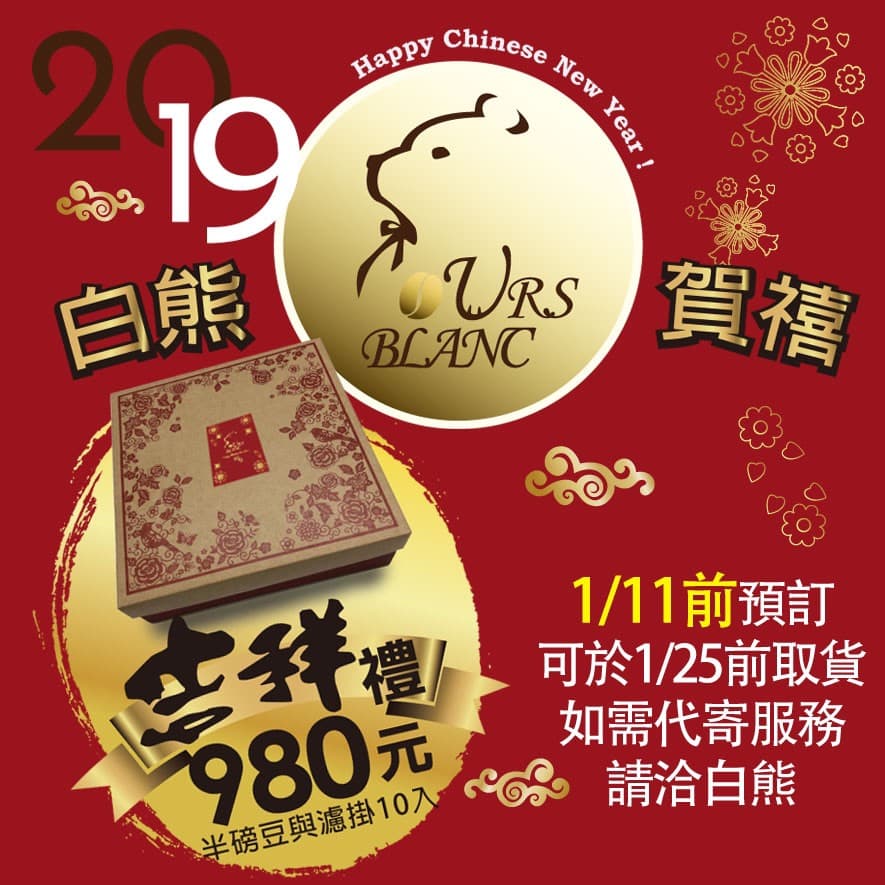 2019
Happy Chinese New Year !
URS
BLANC
白熊
賀禧
吉祥禮
980元
半磅豆與濾掛10入
1/11前預訂
可於1/25前取貨
如需代寄服務
請洽白熊